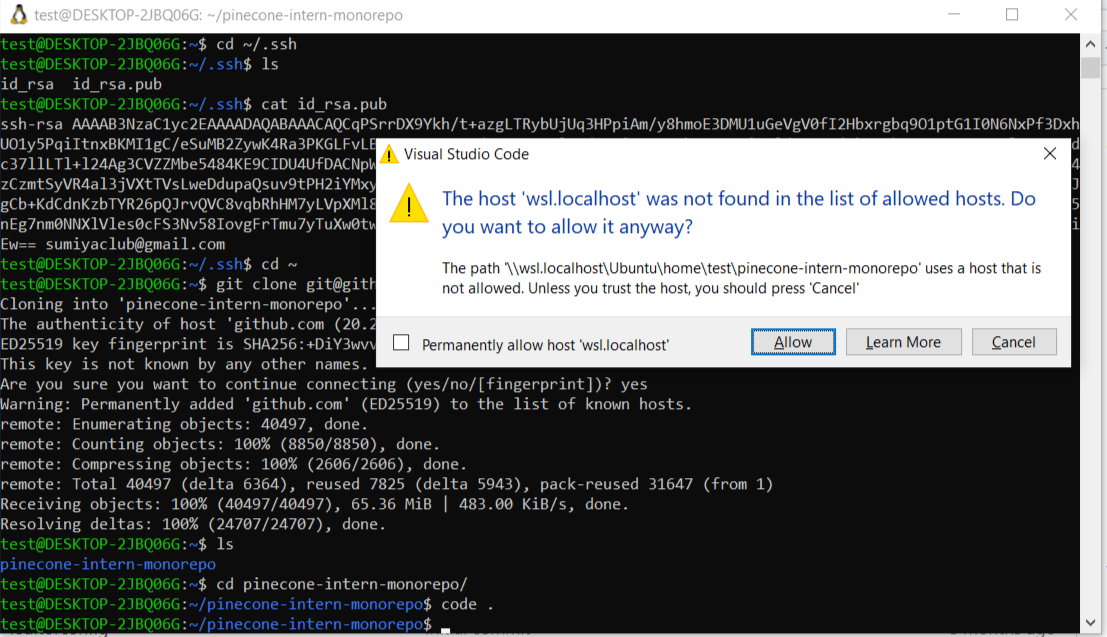 test@DESKTOP-2JBQ06G: ~/pinecone-intern-monorepo
test@DESKTOP-2JBQ06G:~$ cd ~/.ssh
test@DESKTOP-2JBQ06G:~/.ssh$ ls
id_rsa  id_rsa.pub
test@DESKTOP-2JBQ06G:~/.ssh$ cat id_rsa.pub
ssh-rsa AAAAB3NzaC1yc2EAAAADAQABAAACAQCqPSrrDX9Ykh/t+azgLTRybUjUq3HPpiAm/y8hmoE3DMU1uGeVgV0fI2Hbxrgbq9O1ptG1I0N6NxPf3Dxh
UO1y5PqiItnxBKMI1gC/eSuMB2ZywK4Ra3PKGLFvLE
c37llLTl+l24Ag3CVZZMbe5484KE9CIDU4UfDACNpW
zCzmtSyVR4al3jVXtTVsLweDdupaQsuv9tPH2iYMxy
gCb+KdCdnKzbTYR26pQJrvQVC8vqbRhHM7yLVpXMl8
nEg7nm0NNXlVles0cFS3Nv58IovgFrTmu7yTuXw0tw
Ew== sumiyaclub@gmail.com
test@DESKTOP-2JBQ06G:~/.ssh$ cd ~
test@DESKTOP-2JBQ06G:~$ git clone git@gith
Cloning into 'pinecone-intern-monorepo'...
The authenticity of host 'github.com (20.2
ED25519 key fingerprint is SHA256:+DiY3wvv
This key is not known by any other names.
Are you sure you want to continue connecting (yes/no/[fingerprint])? yes
Warning: Permanently added 'github.com' (ED25519) to the list of known hosts.
remote: Enumerating objects: 40497, done.
remote: Counting objects: 100% (8850/8850), done.
remote: Compressing objects: 100% (2606/2606), done.
remote: Total 40497 (delta 6364), reused 7825 (delta 5943), pack-reused 31647 (from 1)
Receiving objects: 100% (40497/40497), 65.36 MiB | 483.00 KiB/s, done.
Resolving deltas: 100% (24707/24707), done.
test@DESKTOP-2JBQ06G:~$ ls
pinecone-intern-monorepo
test@DESKTOP-2JBQ06G:~$ cd pinecone-intern-monorepo/
test@DESKTOP-2JBQ06G:~/pinecone-intern-monorepo$ code .
test@DESKTOP-2JBQ06G:~/pinecone-intern-monorepo$
Visual Studio Code
The host 'wsl.localhost' was not found in the list of allowed hosts. Do
you want to allow it anyway?
The path '\\wsl.localhost\Ubuntu\home\test\pinecone-intern-monorepo' uses a host that is
not allowed. Unless you trust the host, you should press 'Cancel'
Permanently allow host 'wsl.localhost'
Allow
Learn More
Cancel